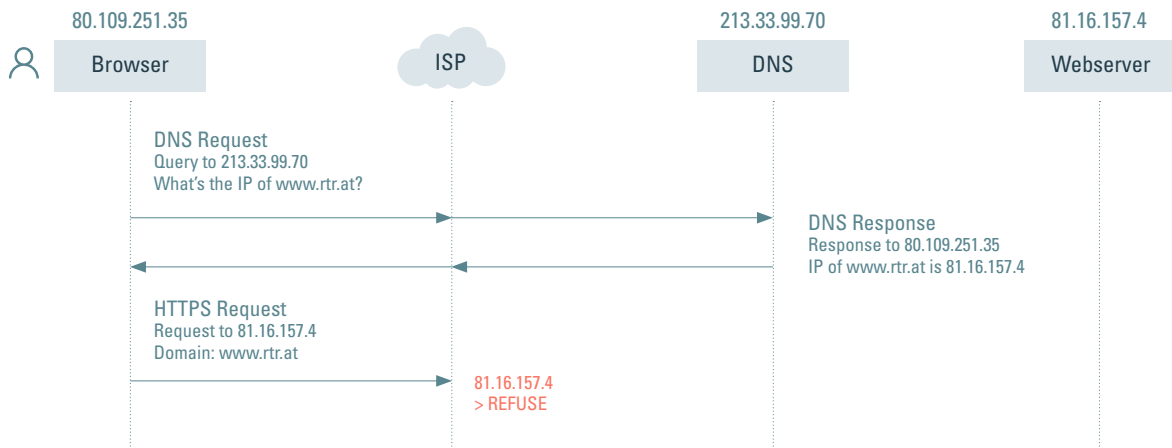 80.109.251.35
213.33.99.70
81.16.157.4
Browser
ISP
DNS
Webserver
DNS Request
Query to 213.33.99.70
What's the IP of www.rtr.at?
DNS Response
Response to 80.109.251.35
IP of www.rtr.at is 81.16.157.4
HTTPS Request
Request to 81.16.157.4
Domain: www.rtr.at
81.16.157.4
> REFUSE